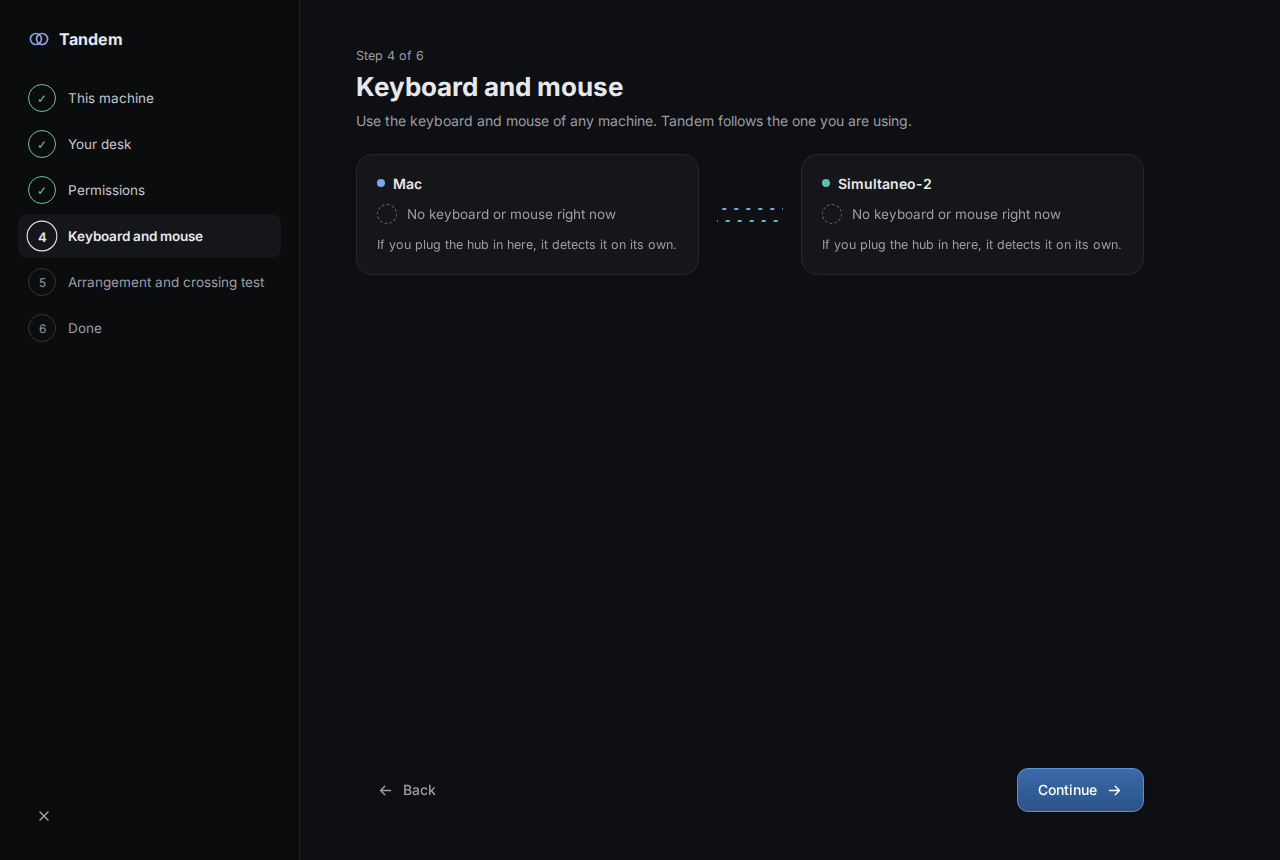 Tandem
✓ This machine
✓ Your desk
✓ Permissions
4 Keyboard and mouse
5 Arrangement and crossing test
6 Done
Step 4 of 6
Keyboard and mouse
Use the keyboard and mouse of any machine. Tandem follows the one you are using.
Mac
No keyboard or mouse right now
If you plug the hub in here, it detects it on its own.
Simultaneo-2
No keyboard or mouse right now
If you plug the hub in here, it detects it on its own.
← Back
Continue →